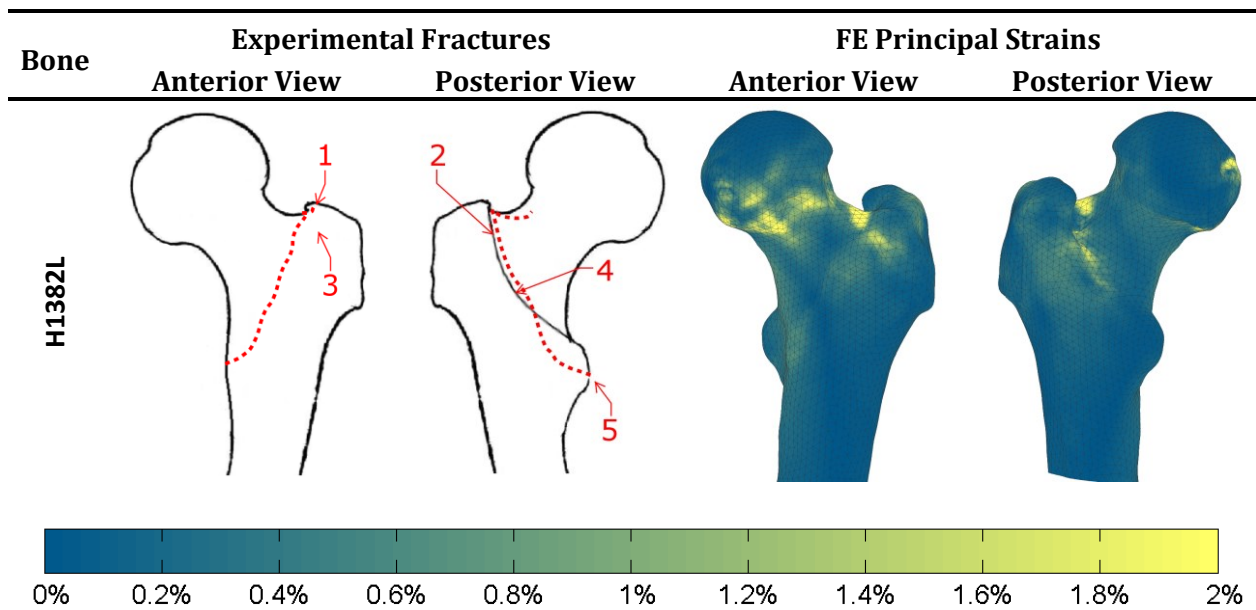 Bone
Experimental Fractures
FE Principal Strains
Anterior View
Posterior View
Anterior View
Posterior View
H1382L
1
3
2
4
5
0% 0.2% 0.4% 0.6% 0.8% 1% 1.2% 1.4% 1.6% 1.8% 2%